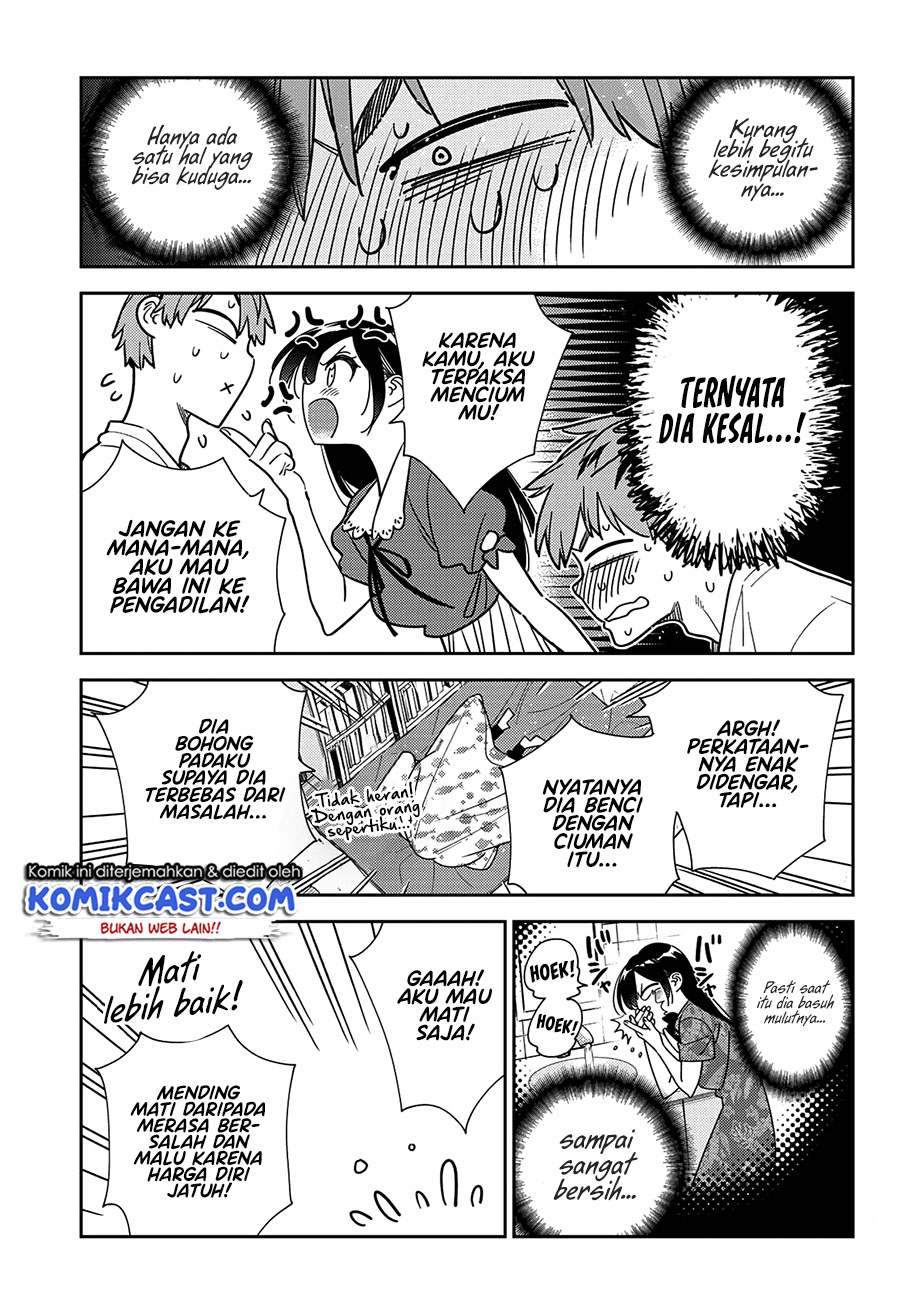 Kurang
lebih begitu
kesimpulan-
nya...
Hanya ada
satu hal yang
bisa kuduga...
TERNYATA
DIA KESAL...!
KARENA
KAMU, AKU
TERPAKSA
MENCIUM
MU!
JANGAN KE
MANA-MANA,
AKU MAU
BAWA INI KE
PENGADILAN!
ARGH!
PERKATAAN-
NYA ENAK
DIDENGAR,
TAPI...
NYATANYA
DIA BENCI
DENGAN
CIUMAN
ITU...
Tidak heran!
Dengan orang
sepertiku...
DIA
BOHONG
PADAKU
SUPAYA DIA
TERBEBAS DARI
MASALAH...
Komik ini diterjemahkan & diedit oleh
KOMIKCAST.COM
BUKAN WEB LAIN!!
Pasti saat
itu dia basuh
mulutnya...
HOEK!
HOEK!
sampai
sangat
bersih...
GAAAH!
AKU MAU
MATI
SAJA!
Mati
lebih baik!
MENDING
MATI DARIPADA
MERASA BER-
SALAH DAN
MALU KARENA
HARGA DIRI
JATUH!